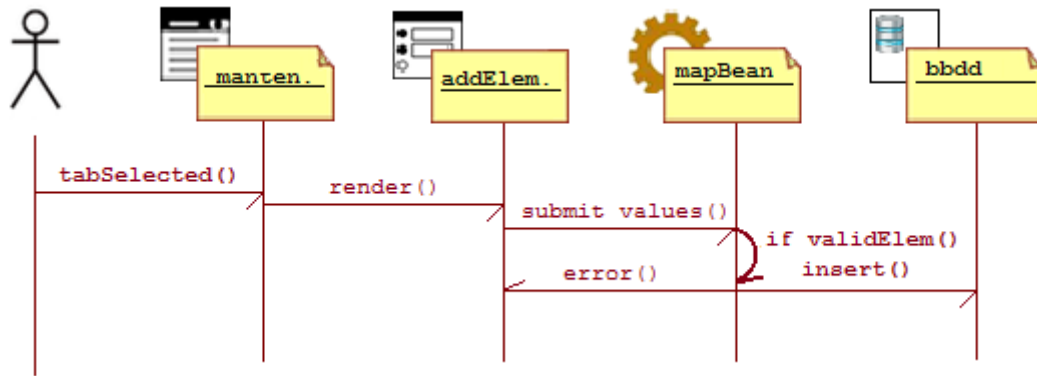 manten.
addElem.
mapBean
bbdd
tabSelected()
render()
submit values()
if validElem()
error()
insert()